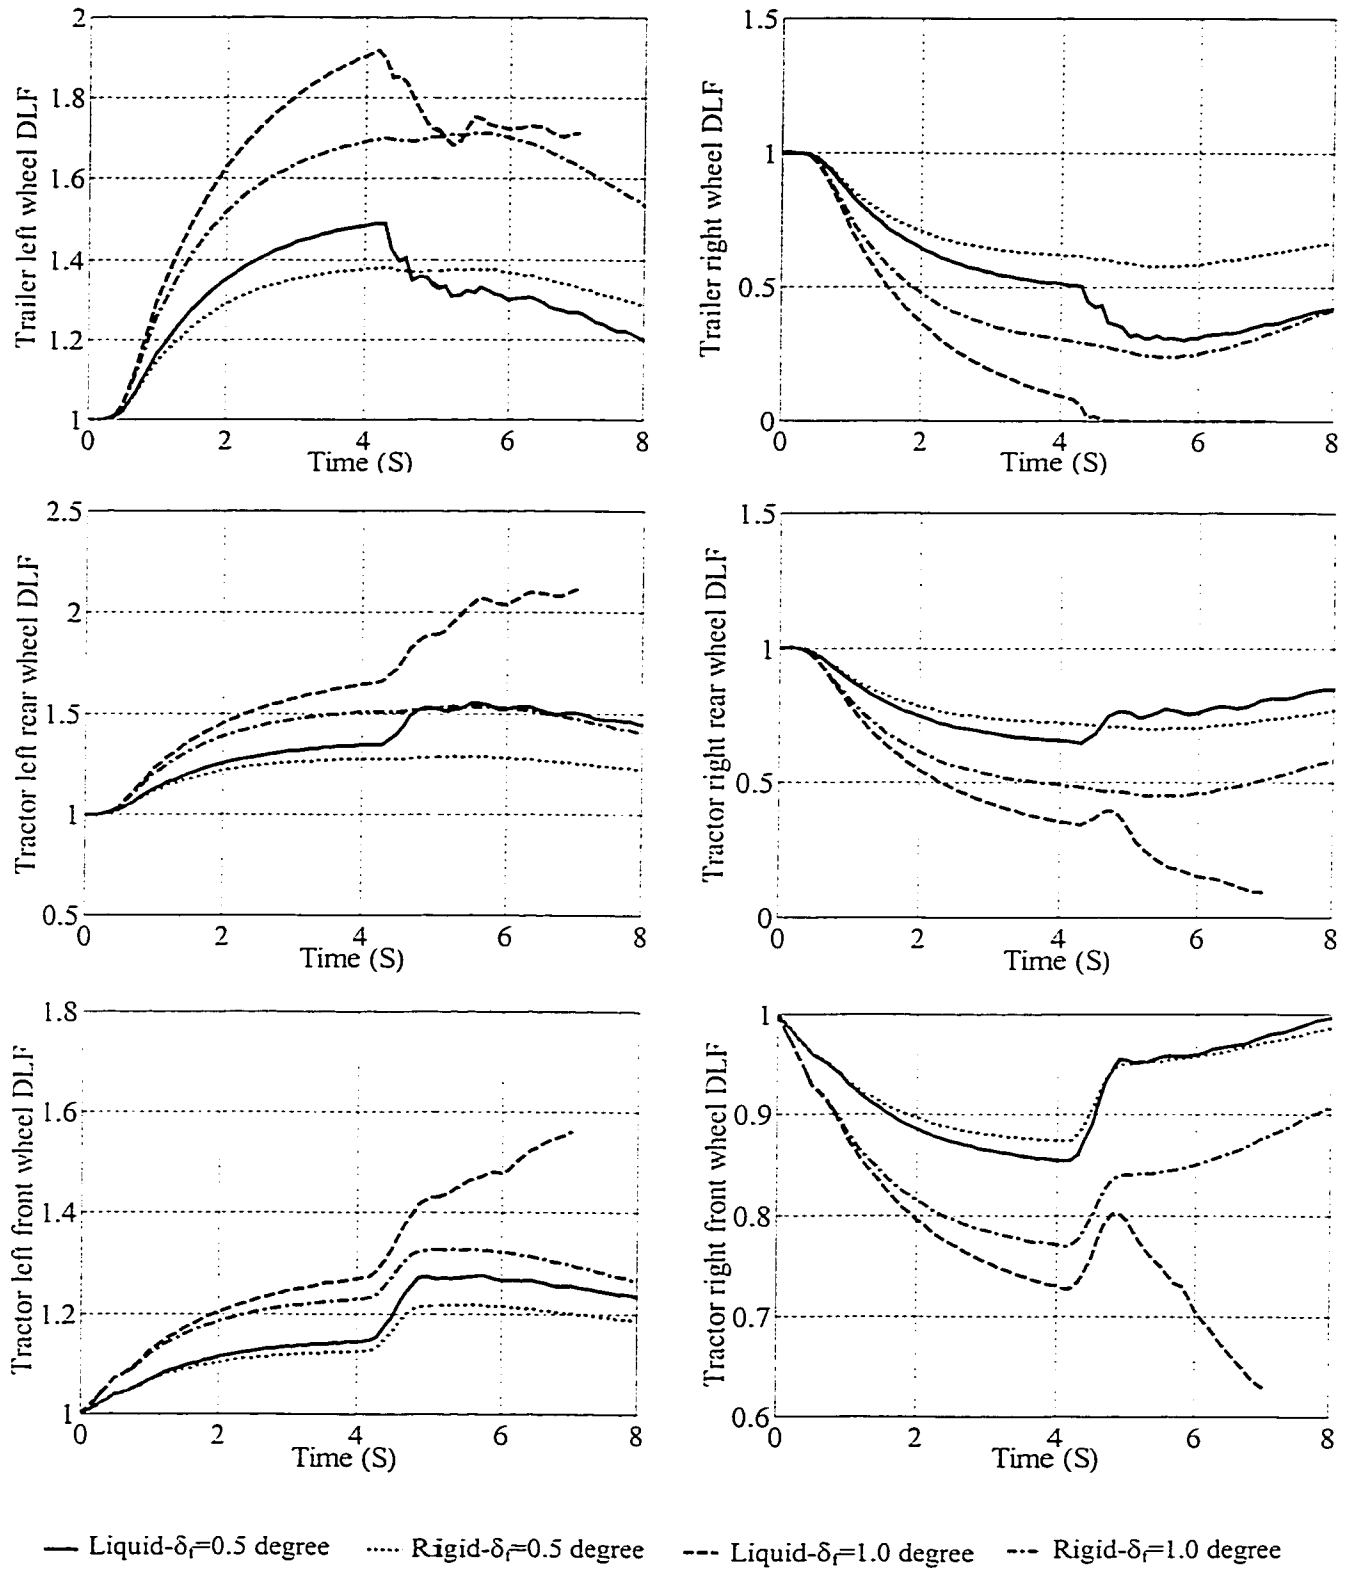 2
1.8
1.6
1.4
1.2
1
Trailer left wheel DLF
0 2 4 6 8
Time (S)
1.5
1
0.5
0
Trailer right wheel DLF
0 2 4 6 8
Time (S)
2.5
2
1.5
1
0.5
Tractor left rear wheel DLF
0 2 4 6 8
Time (S)
1.5
1
0.5
0
Tractor right rear wheel DLF
0 2 4 6 8
Time (S)
1.8
1.6
1.4
1.2
1
Tractor left front wheel DLF
0 2 4 6 8
Time (S)
1
0.9
0.8
0.7
0.6
Tractor right front wheel DLF
0 2 4 6 8
Time (S)
Liquid-δf=0.5 degree Rigid-δf=0.5 degree Liquid-δf=1.0 degree Rigid-δf=1.0 degree